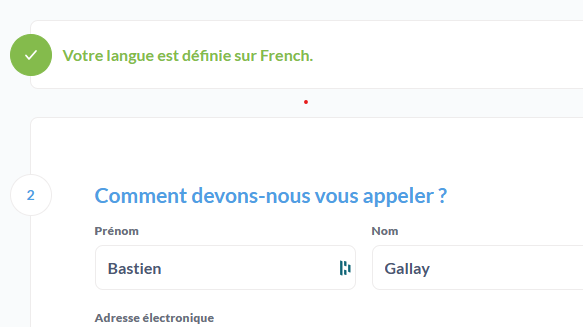 Votre langue est définie sur French.
2
Comment devons-nous vous appeler ?
Prénom Nom
Bastien Gallay
Adresse électronique